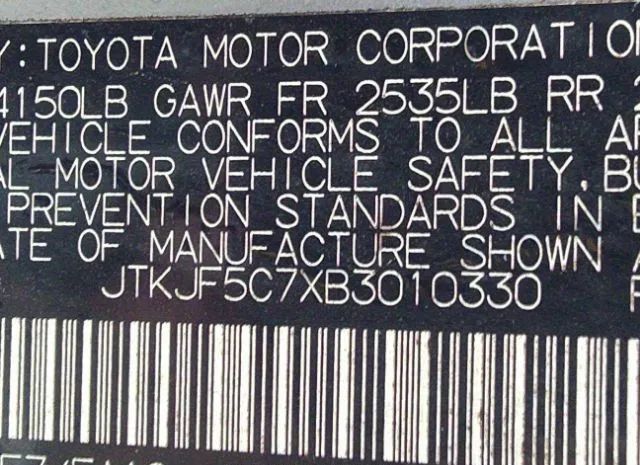 Y:TOYOTA MOTOR CORPORATION
4150LB GAWR FR 2535LB RR
VEHICLE CONFORMS TO ALL
AL MOTOR VEHICLE SAFETY,
PREVENTION STANDARDS IN
ATE OF MANUFACTURE SHOWN
JTKJF5C7XB3010330